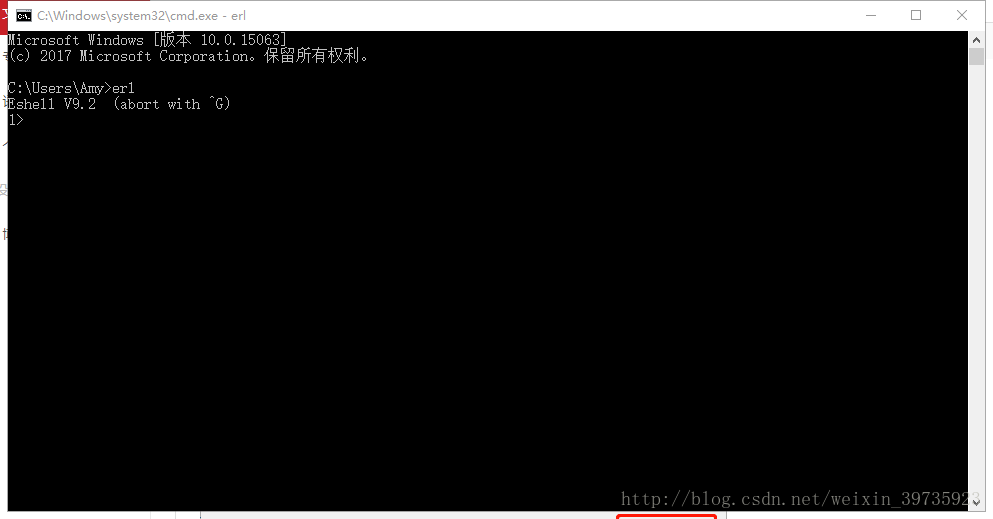 C:\Windows\system32\cmd.exe - erl
Microsoft Windows [版本 10.0.15063]
(c) 2017 Microsoft Corporation。保留所有权利。
C:\Users\Amy>erl
Eshell V9.2  (abort with ^G)
1>
http://blog.csdn.net/weixin_39735923